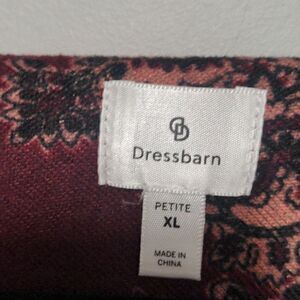 Dressbarn
PETITE
XL
MADE IN
CHINA